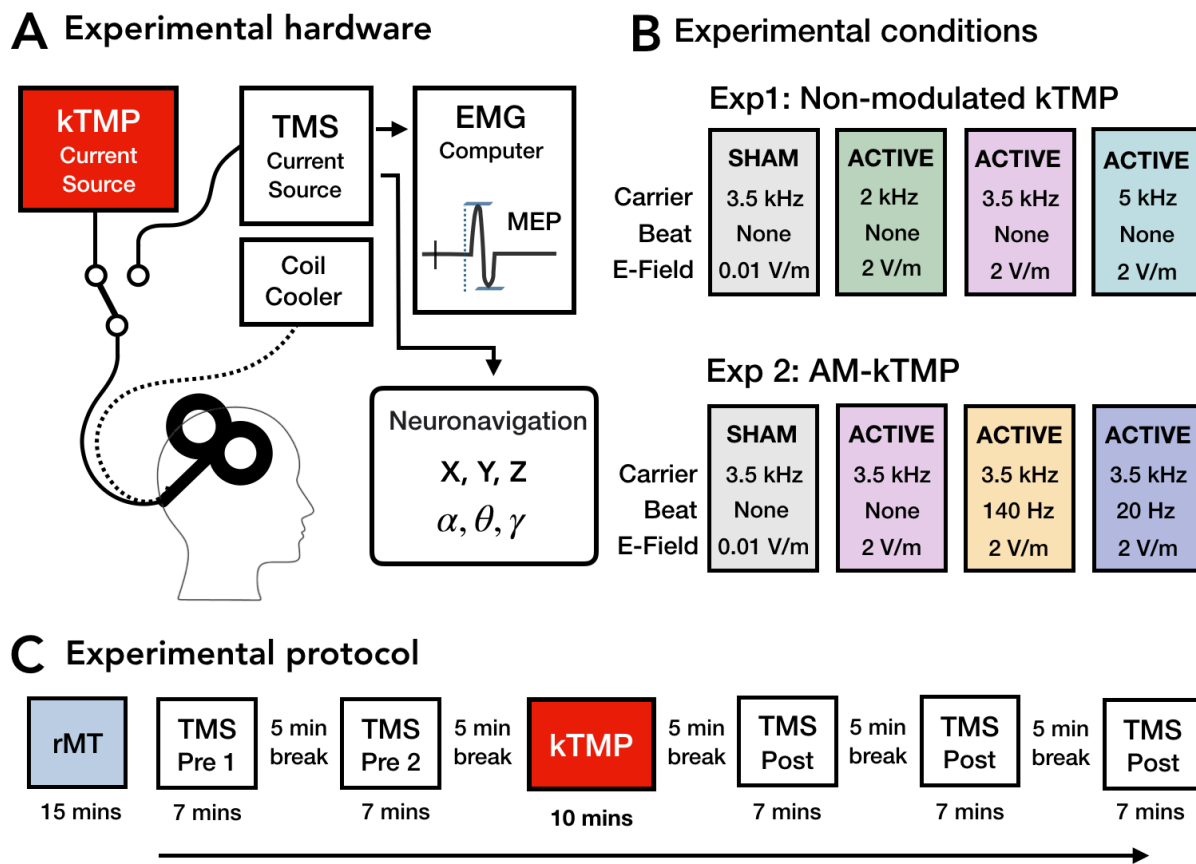 A Experimental hardware
kTMP
Current
Source
TMS
Current
Source
EMG
Computer
MEP
Coil
Cooler
Neuronavigation
X, Y, Z
α, θ, γ
B Experimental conditions
Exp1: Non-modulated kTMP
SHAM ACTIVE ACTIVE ACTIVE
Carrier 3.5 kHz 2 kHz 3.5 kHz 5 kHz
Beat None None None None
E-Field 0.01 V/m 2 V/m 2 V/m 2 V/m
Exp 2: AM-kTMP
SHAM ACTIVE ACTIVE ACTIVE
Carrier 3.5 kHz 3.5 kHz 3.5 kHz 3.5 kHz
Beat None None 140 Hz 20 Hz
E-Field 0.01 V/m 2 V/m 2 V/m 2 V/m
C Experimental protocol
rMT
15 mins
TMS
Pre 1
7 mins
5 min
break
TMS
Pre 2
7 mins
5 min
break
kTMP
10 mins
5 min
break
TMS
Post
7 mins
5 min
break
TMS
Post
7 mins
5 min
break
TMS
Post
7 mins